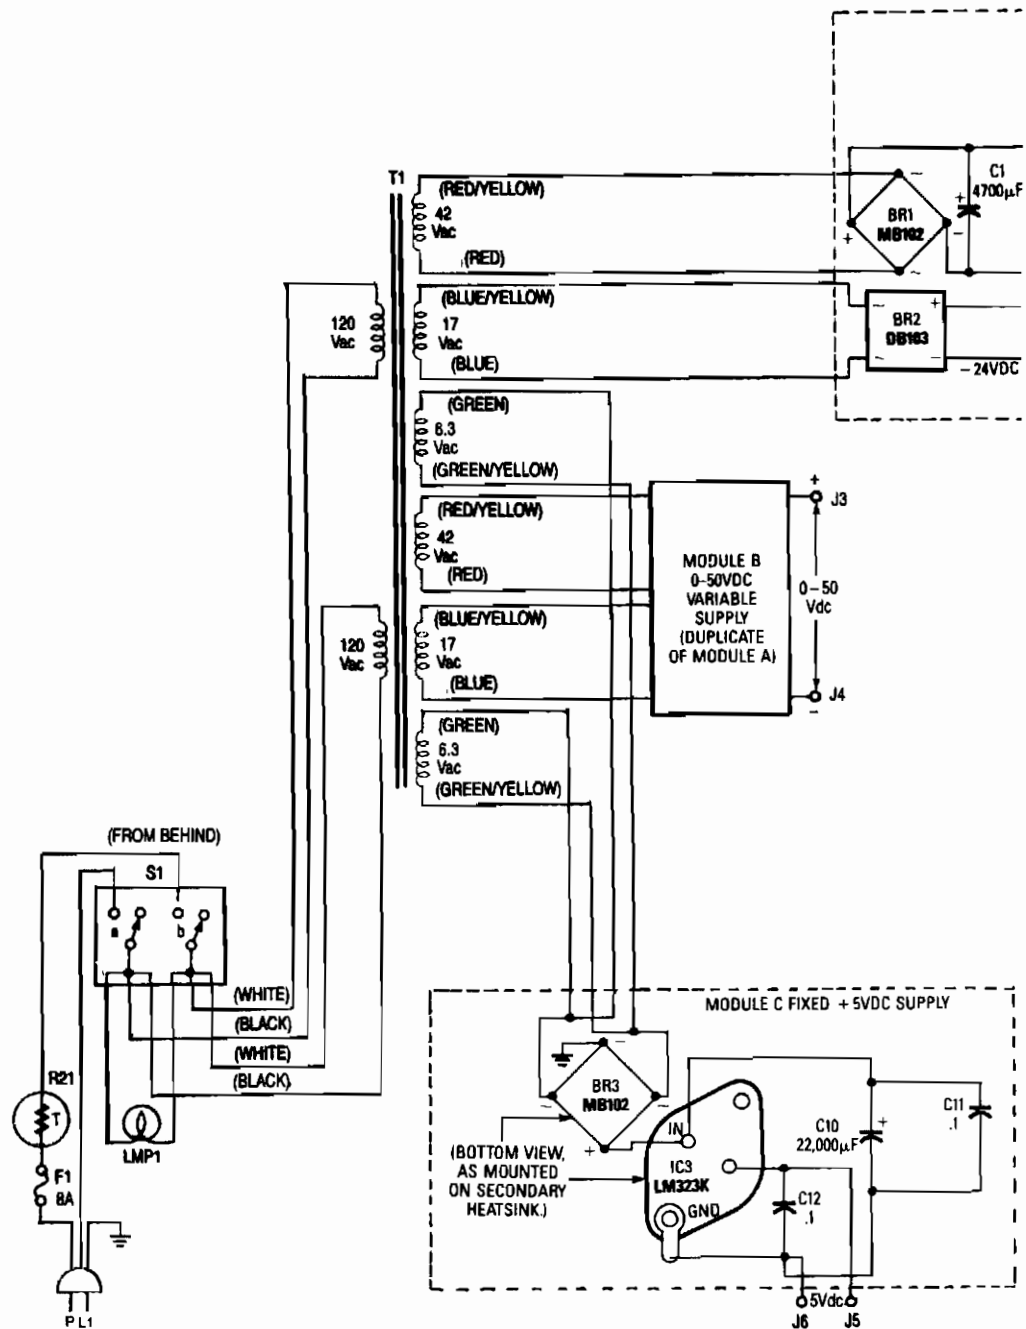 T1
(RED/YELLOW)
42
Vac
(RED)
C1
4700µF
+
-
BR1
MB102
~
+
-
~
(BLUE/YELLOW)
17
Vac
(BLUE)
120
Vac
~
+
BR2
DB103
~
-
-24VDC
(GREEN)
6.3
Vac
(GREEN/YELLOW)
(RED/YELLOW)
42
Vac
(RED)
MODULE B
0-50VDC
VARIABLE
SUPPLY
(DUPLICATE
OF MODULE A)
+
J3
0-50
Vdc
J4
-
(BLUE/YELLOW)
17
Vac
(BLUE)
120
Vac
(GREEN)
6.3
Vac
(GREEN/YELLOW)
(FROM BEHIND)
S1
a
b
(WHITE)
(BLACK)
(WHITE)
(BLACK)
R21
T
LMP1
F1
8A
PL1
MODULE C FIXED +5VDC SUPPLY
-
BR3
MB102
~
~
+
IN
(BOTTOM VIEW,
AS MOUNTED
ON SECONDARY
HEATSINK.)
IC3
LM323K
GND
C10
22,000µF
+
C11
.1
C12
.1
5Vdc
J6
J5